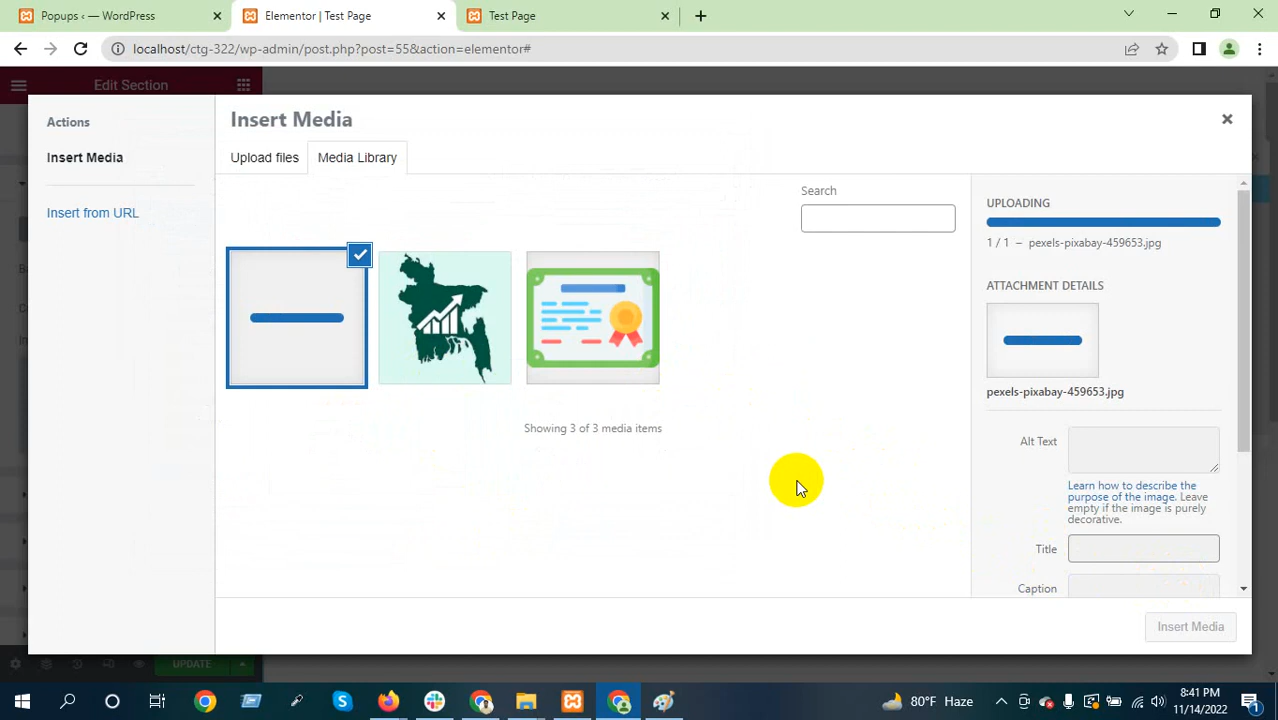 Popups ‹ — WordPress
Elementor | Test Page
Test Page
localhost/ctg-322/wp-admin/post.php?post=55&action=elementor#
Edit Section
Actions
Insert Media
Insert from URL
Insert Media
Upload files
Media Library
Search
Showing 3 of 3 media items
UPLOADING
1 / 1 – pexels-pixabay-459653.jpg
ATTACHMENT DETAILS
pexels-pixabay-459653.jpg
Alt Text
Learn how to describe the
purpose of the image. Leave
empty if the image is purely
decorative.
Title
Caption
Insert Media
UPDATE
80°F Haze
8:41 PM
11/14/2022
1